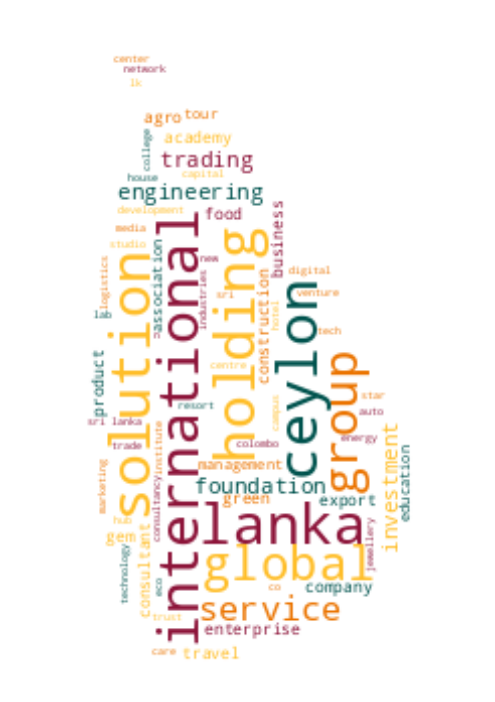 center
network
lk
agro
tour
college
academy
trading
house
capital
engineering
development
food
media
business
studio
association
international
holding
new
solution
logistics
industries
sri
construction
digital
venture
hotel
lab
ceylon
tech
product
centre
group
resort
campus
star
auto
sri lanka
trade
institute
colombo
energy
investment
education
marketing
consultancy
management
foundation
green
export
hub
gem
lanka
jewellery
technology
consultant
eco
global
co
company
trust
service
enterprise
care
travel